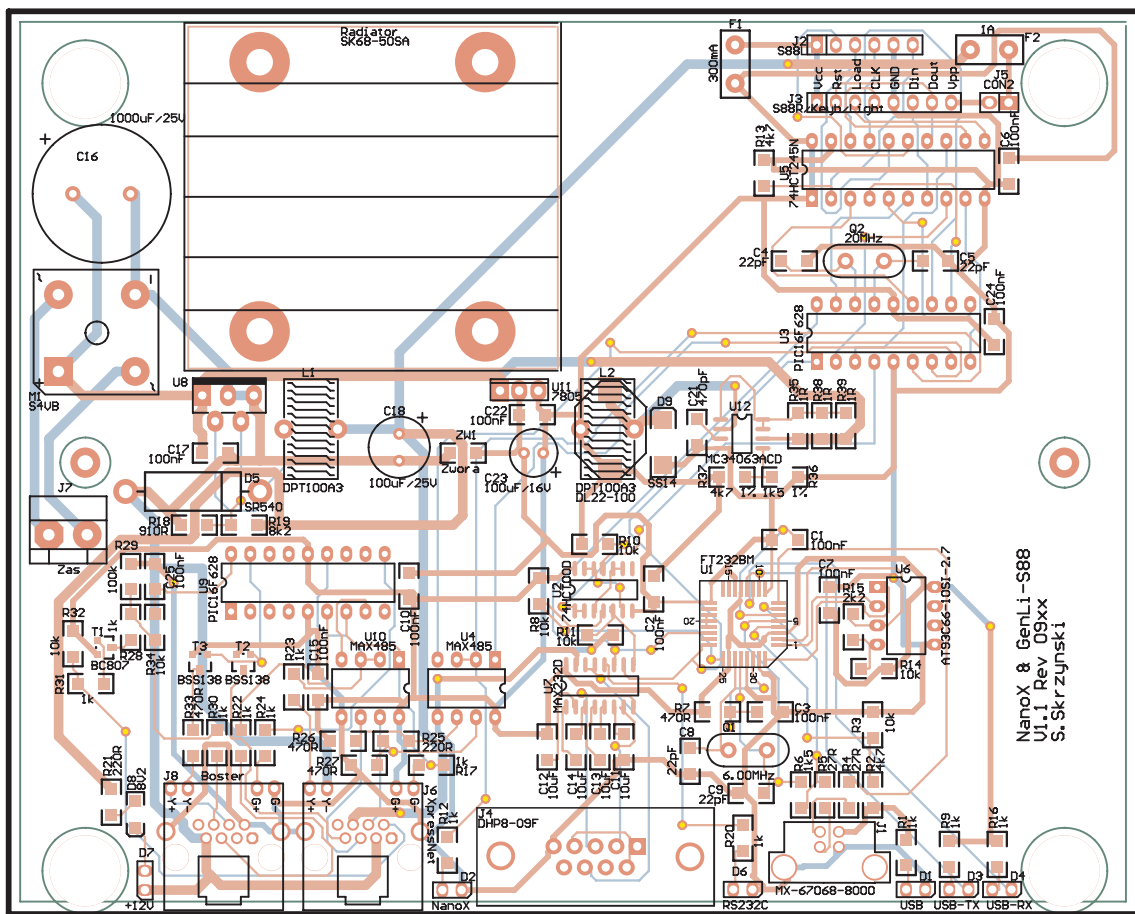 Radiator
SK68-50SA
F1
300mA
1A
F2
J2
S88
Vcc
Rst
Load
CLK
GND
Din
Dout
Vpp
J5
CON2
J3
S88R/Keyb/Light
1000uF/25V
+
C16
R13
4k7
U5
74HCT245N
C6
100nF
Q2
20MHz
C4
22pF
C5
22pF
C24
100nF
U3
PIC16F628
M1
S4VB
U8
L1
DPT100A3
C18
+
100uF/25V
C17
100nF
ZW1
Zwora
U11
7805
C22
100nF
C23
100uF/16V
+
L2
DPT100A3
DL22-100
D9
SS14
C21
470pF
U12
MC34063ACD
R35
1R
R38
1R
R39
1R
R37
4k7
1%
1k5
1%
R36
J7
Zas
D5
SR540
R18
910R
R19
8k2
R29
100k
C25
100nF
U9
PIC16F628
C10
100nF
R10
10k
U2
74HCT00D
R8
10k
R11
10k
C2
100nF
FT232BM
U1
C1
100nF
C7
100nF
R15
2k2
U6
AT93C66-10SI-2.7
R14
10k
R32
10k
T1
BC807
1k
R28
R34
10k
R31
1k
T3
BSS138
T2
BSS138
R23
1k
C15
100nF
U10
MAX485
U4
MAX485
U7
MAX232D
R33
470R
R30
1k
R22
1k
R24
1k
R26
470R
R25
220R
R27
470R
1k
R17
C12
10uF
C14
10uF
C13
10uF
C11
10uF
R7
470R
C3
100nF
Q1
6.00MHz
C8
22pF
C9
22pF
R3
10k
R6
1k5
R5
27R
R4
27R
R2
4k7
R21
220R
D8
8V2
J8
Boster
Y+
Y-
G+
G-
J6
XpressNet
Y+
Y-
G+
G-
R12
1k
J4
DHP8-09F
R20
1k
J1
MX-67068-8000
R1
1k
R9
1k
R16
1k
D7
+12V
D2
NanoX
D6
RS232C
D1
USB
D3
USB-TX
D4
USB-RX
NanoX & GenLi-S88
V1.1 Rev 09xx
S.Skrzynski